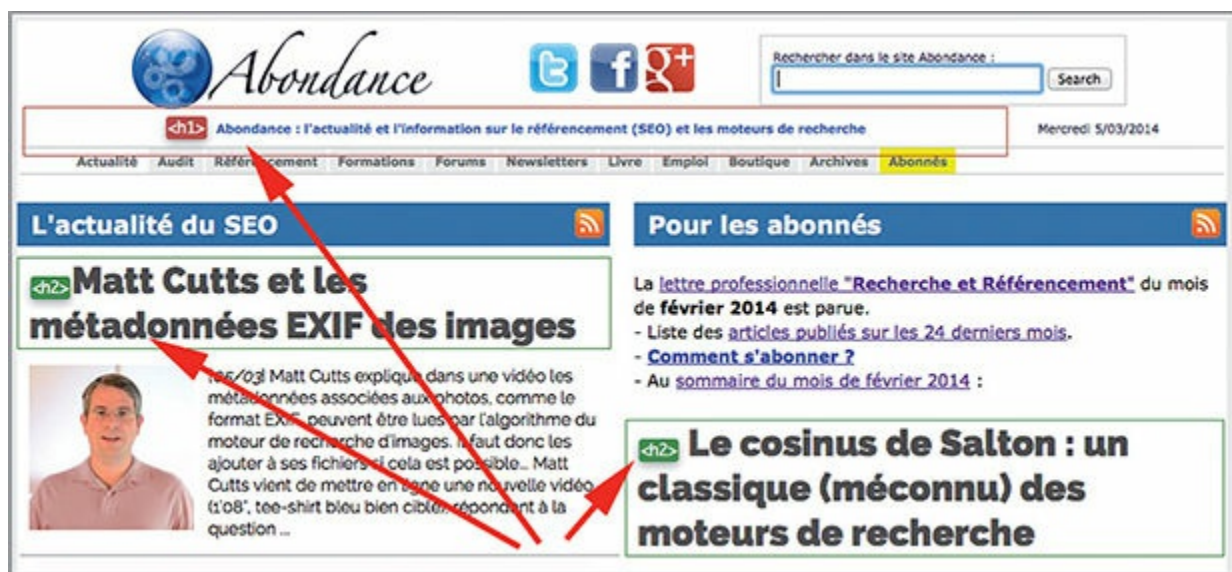 Abondance
Rechercher dans le site Abondance :
Search
<h1> Abondance : l'actualité et l'information sur le référencement (SEO) et les moteurs de recherche
Mercredi 5/03/2014
Actualité Audit Référencement Formations Forums Newsletters Livre Emploi Boutique Archives Abonnés
L'actualité du SEO
<h2> Matt Cutts et les
métadonnées EXIF des images
[05/03] Matt Cutts explique dans une vidéo les
métadonnées associées aux photos, comme le
format EXIF, peuvent être lues par l'algorithme du
moteur de recherche d'images. Il faut donc les
ajouter à ses fichiers si cela est possible... Matt
Cutts vient de mettre en ligne une nouvelle vidéo
(1'08", tee-shirt bleu bien ciblé) répondant à la
question ...
Pour les abonnés
La lettre professionnelle "Recherche et Référencement" du mois
de février 2014 est parue.
- Liste des articles publiés sur les 24 derniers mois.
- Comment s'abonner ?
- Au sommaire du mois de février 2014 :
<h2> Le cosinus de Salton : un
classique (méconnu) des
moteurs de recherche